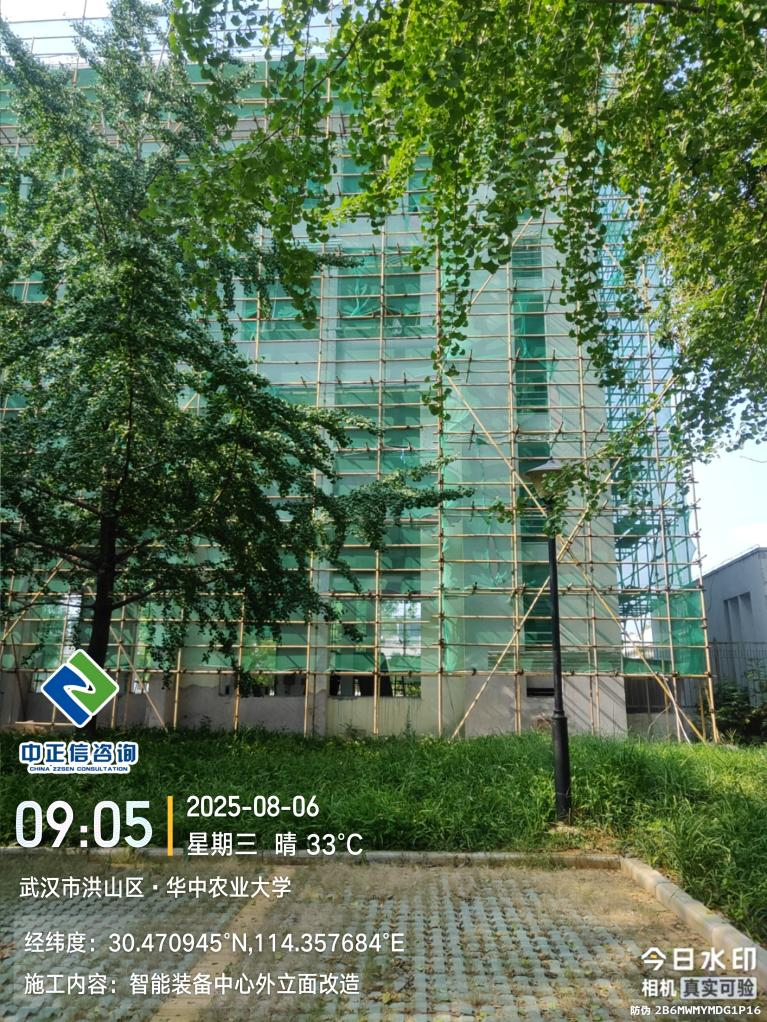 中正信咨询
CHINA ZZSEN CONSULTATION
09:05
2025-08-06
星期三 晴 33°C
武汉市洪山区·华中农业大学
经纬度：30.470945°N,114.357684°E
施工内容：智能装备中心外立面改造
今日水印
相机 真实可验
防伪 2B6MWMYMDG1P16